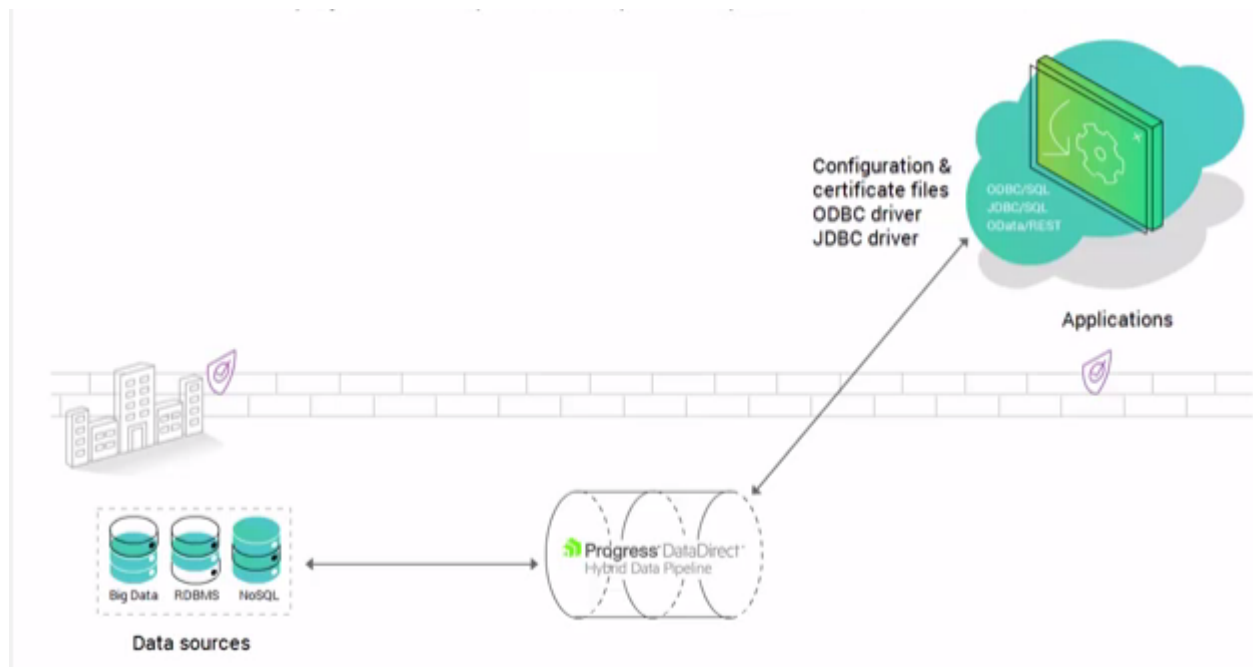 Configuration &
certificate files
ODBC driver
JDBC driver
ODBC/SQL
JDBC/SQL
OData/REST
Applications
Progress® DataDirect®
Hybrid Data Pipeline
Big Data
RDBMS
NoSQL
Data sources